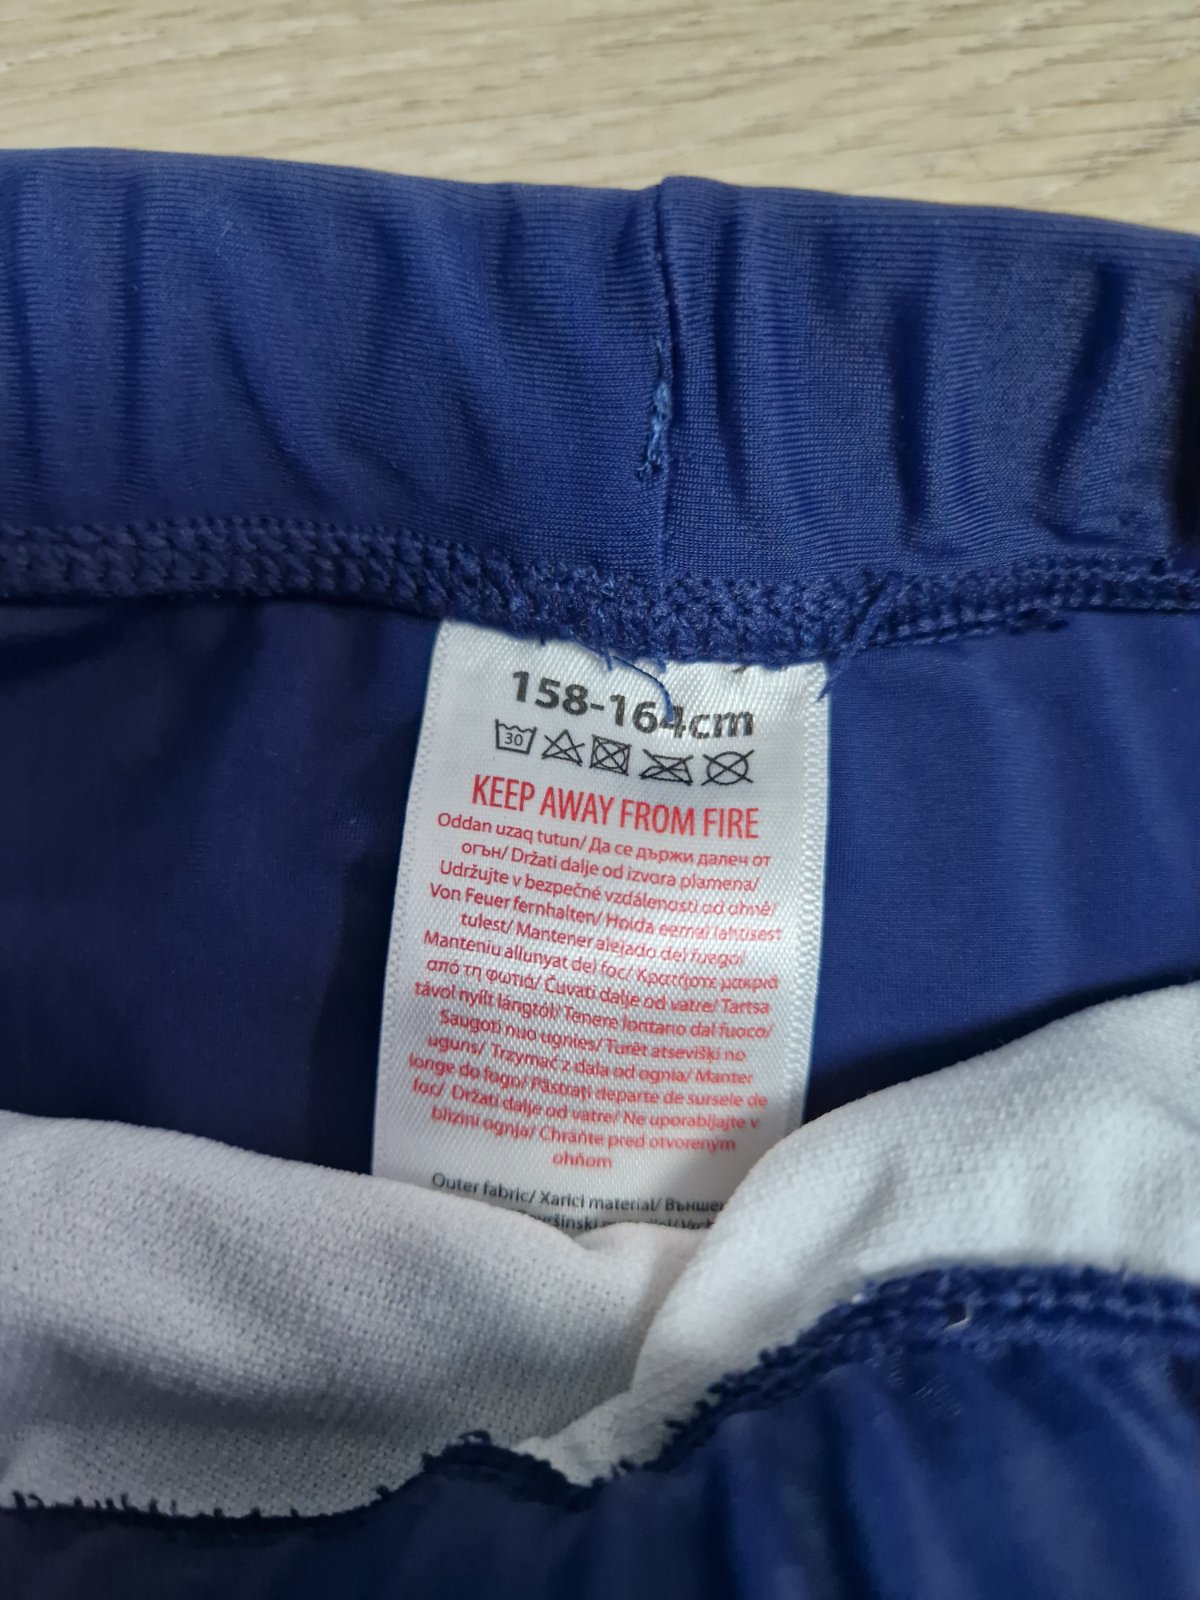 158-164cm
30
KEEP AWAY FROM FIRE
Oddan uzaq tutun/ Да се държи далеч от
огън/ Držati dalje od izvora plamena/
Udržujte v bezpečné vzdálenosti od ohně/
Von Feuer fernhalten/ Hoida eemal lahtisest
tulest/ Mantener alejado del fuego/
Manteniu allunyat del foc/ Κρατήστε μακριά
από τη φωτιά/ Čuvati dalje od vatre/ Tartsa
távol nyílt lángtól/ Tenere lontano dal fuoco/
Saugoti nuo ugnies/ Turēt atsevišķi no
uguns/ Trzymać z dala od ognia/ Manter
longe do fogo/ Păstrați departe de sursele de
foc/ Držati dalje od vatre/ Ne uporabljajte v
bližini ognja/ Chráňte pred otvoreným
ohňom
Outer fabric/ Xarici material/